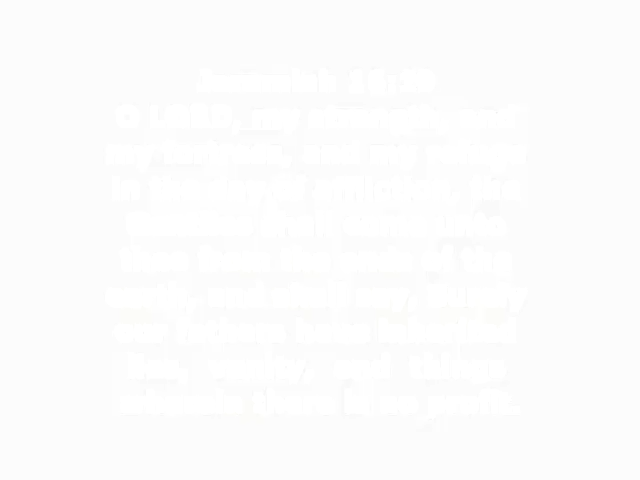 Jeremiah 16:19
O LORD, my strength, and
my fortress, and my refuge
in the day of affliction, the
Gentiles shall come unto
thee from the ends of the
earth, and shall say, Surely
our fathers have inherited
lies, vanity, and things
wherein there is no profit.